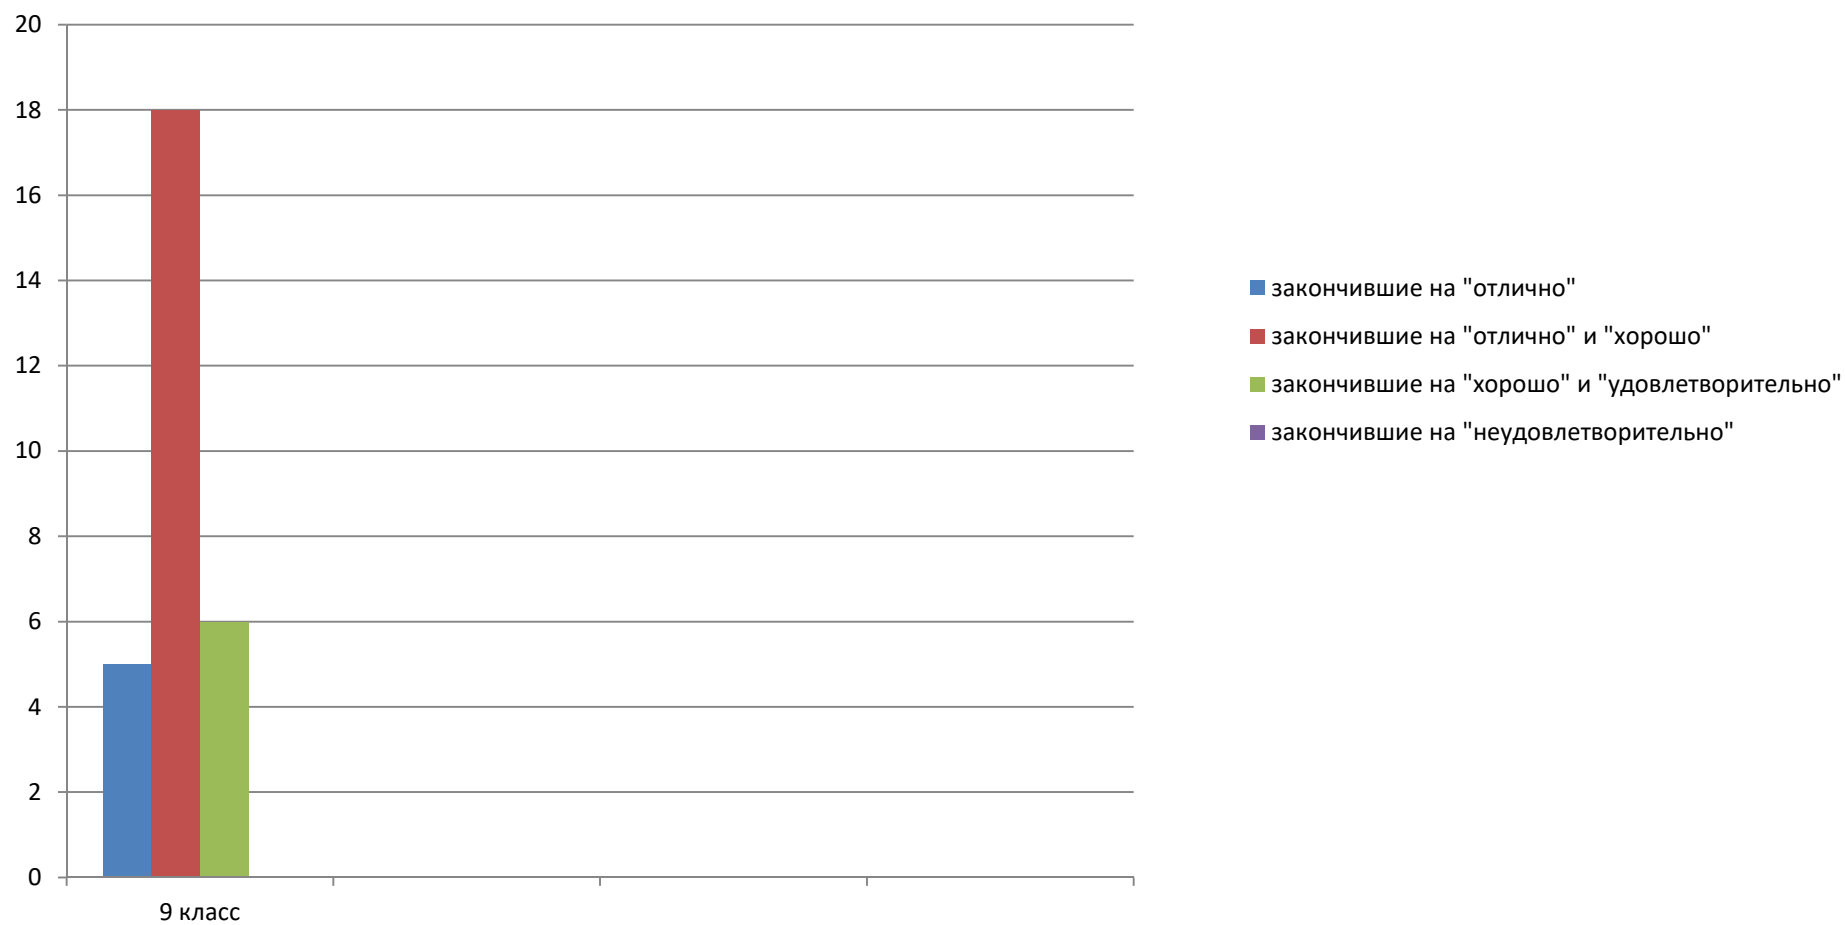 20
18
16
14
12
10
8
6
4
2
0
9 класс
закончившие на "отлично"
закончившие на "отлично" и "хорошо"
закончившие на "хорошо" и "удовлетворительно"
закончившие на "неудовлетворительно"